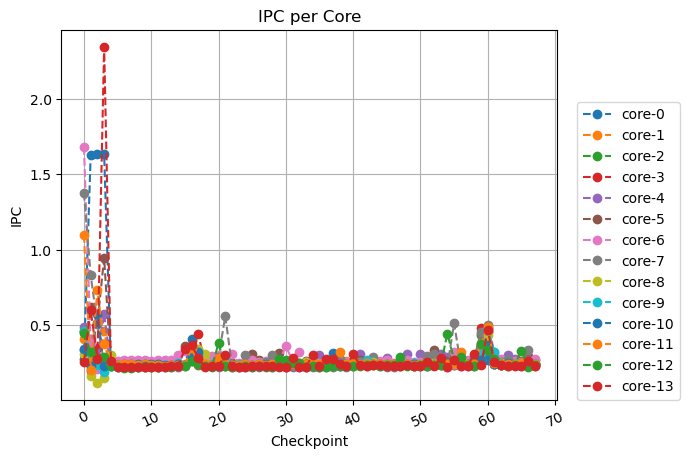 IPC per Core
IPC
2.0
1.5
1.0
0.5
0
10
20
30
40
50
60
70
Checkpoint
core-0
core-1
core-2
core-3
core-4
core-5
core-6
core-7
core-8
core-9
core-10
core-11
core-12
core-13